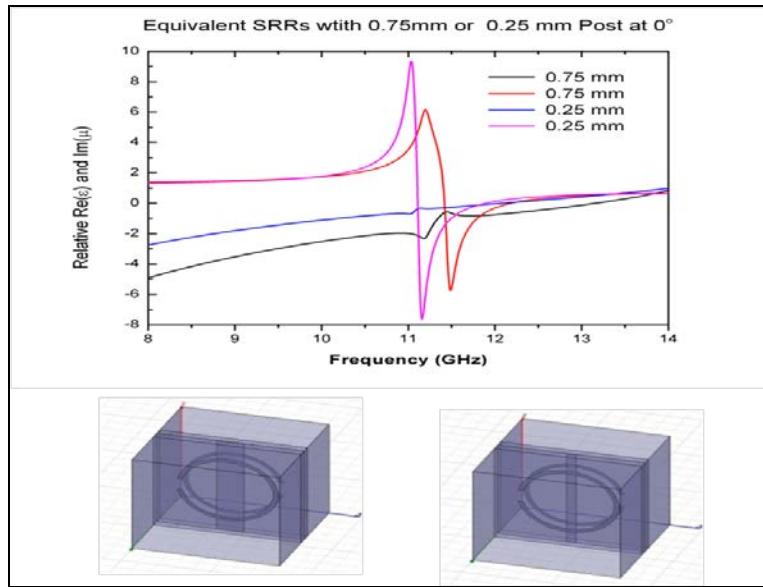 Equivalent SRRs wtith 0.75mm or 0.25 mm Post at 0°
10
8
6
4
2
0
-2
-4
-6
-8
Relative Re(ε) and Im(μ)
0.75 mm
0.75 mm
0.25 mm
0.25 mm
8 9 10 11 12 13 14
Frequency (GHz)